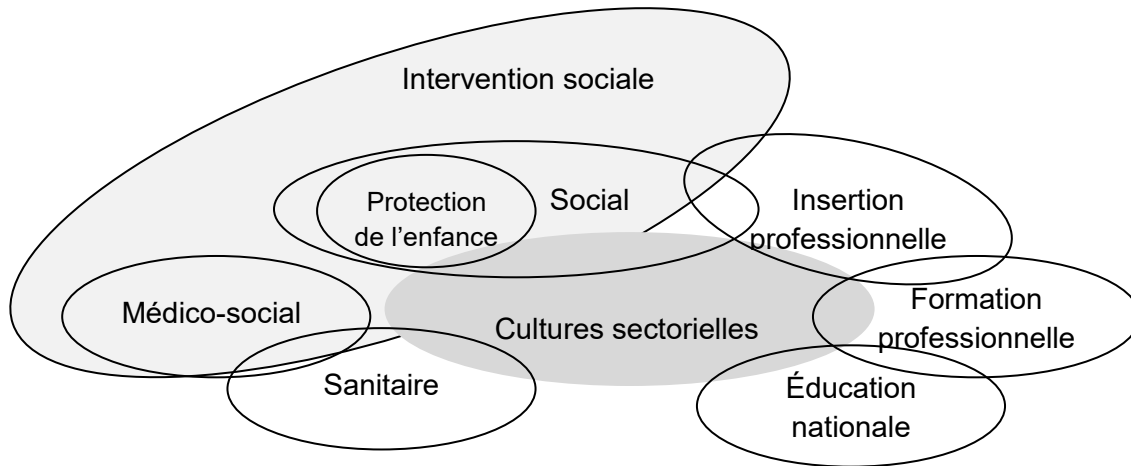 Intervention sociale
Protection
de l’enfance
Social
Insertion
professionnelle
Médico-social
Cultures sectorielles
Formation
professionnelle
Sanitaire
Éducation
nationale